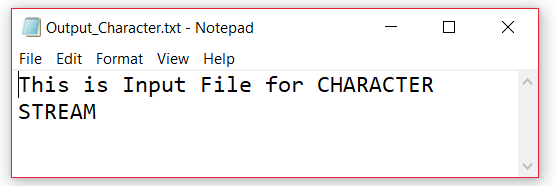 Output_Character.txt - Notepad
File Edit Format View Help
This is Input File for CHARACTER
STREAM